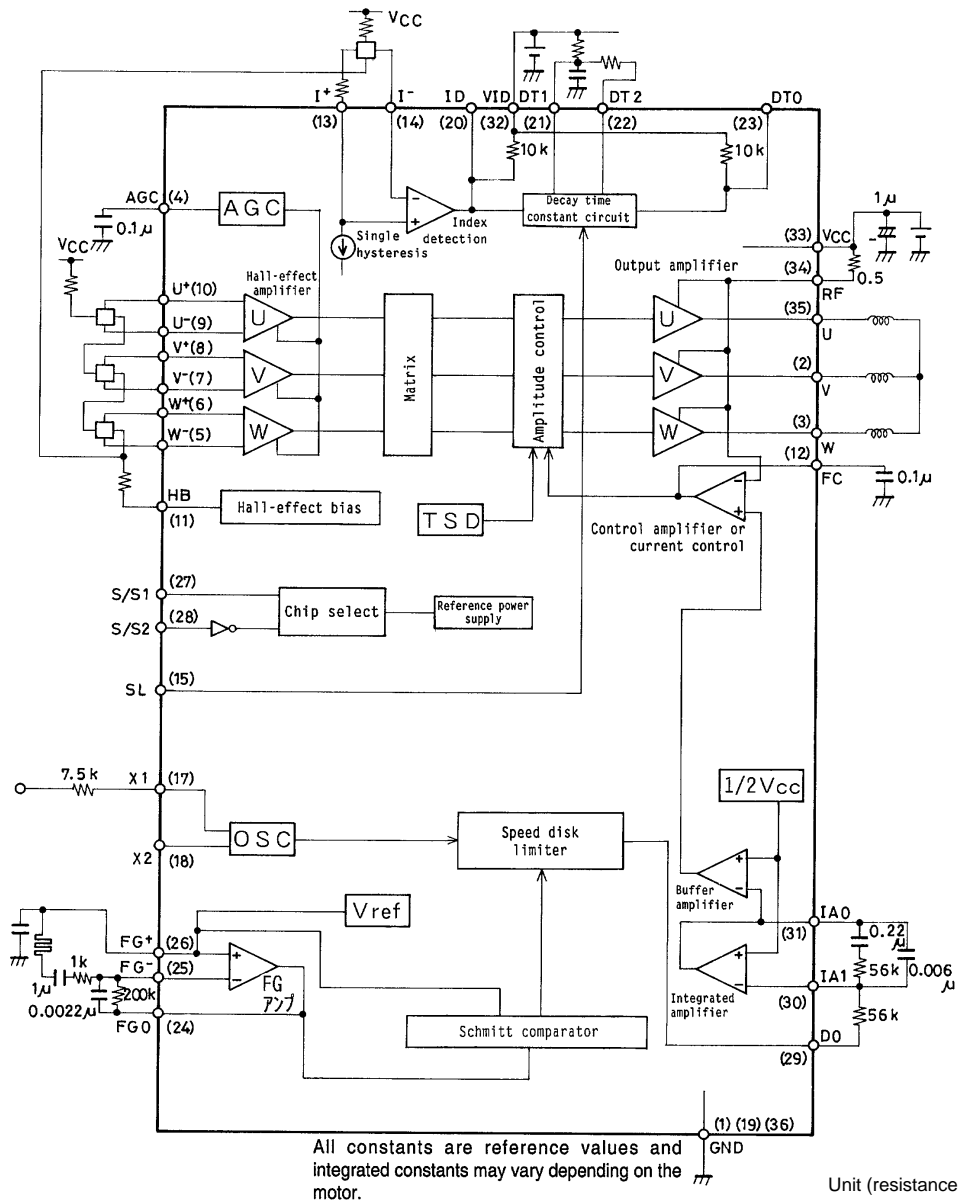 VCC
I+ I- ID VID DT1 DT2 DT0
(13) (14) (20) (32) (21) (22) (23)
10k 10k
AGC (4)
AGC
0.1μ
Single
hysteresis
Index
detection
Decay time
constant circuit
1μ
VCC
(33) VCC
(34)
0.5
RF
Hall-effect
amplifier
Output amplifier
U+(10)
U-(9)
U
V+(8)
V-(7)
V
W+(6)
W-(5)
W
Matrix
Amplitude control
U
V
W
(35)
U
(2)
V
(3)
W
(12)
FC
0.1μ
HB
(11)
Hall-effect bias
TSD
Control amplifier or
current control
S/S1 (27)
S/S2 (28)
Chip select
Reference power
supply
SL (15)
7.5k X1 (17)
X2 (18)
OSC
Speed disk
limiter
1/2Vcc
Buffer
amplifier
Vref
FG+ (26)
FG- (25)
1k
1μ
200k
0.0022μ
FG0 (24)
FG
アンプ
Schmitt comparator
Integrated
amplifier
IA0
(31)
0.22
μ
56k
0.006
μ
IA1
(30)
56k
D0
(29)
(1) (19) (36)
GND
All constants are reference values and
integrated constants may vary depending on the
motor.
Unit (resistance